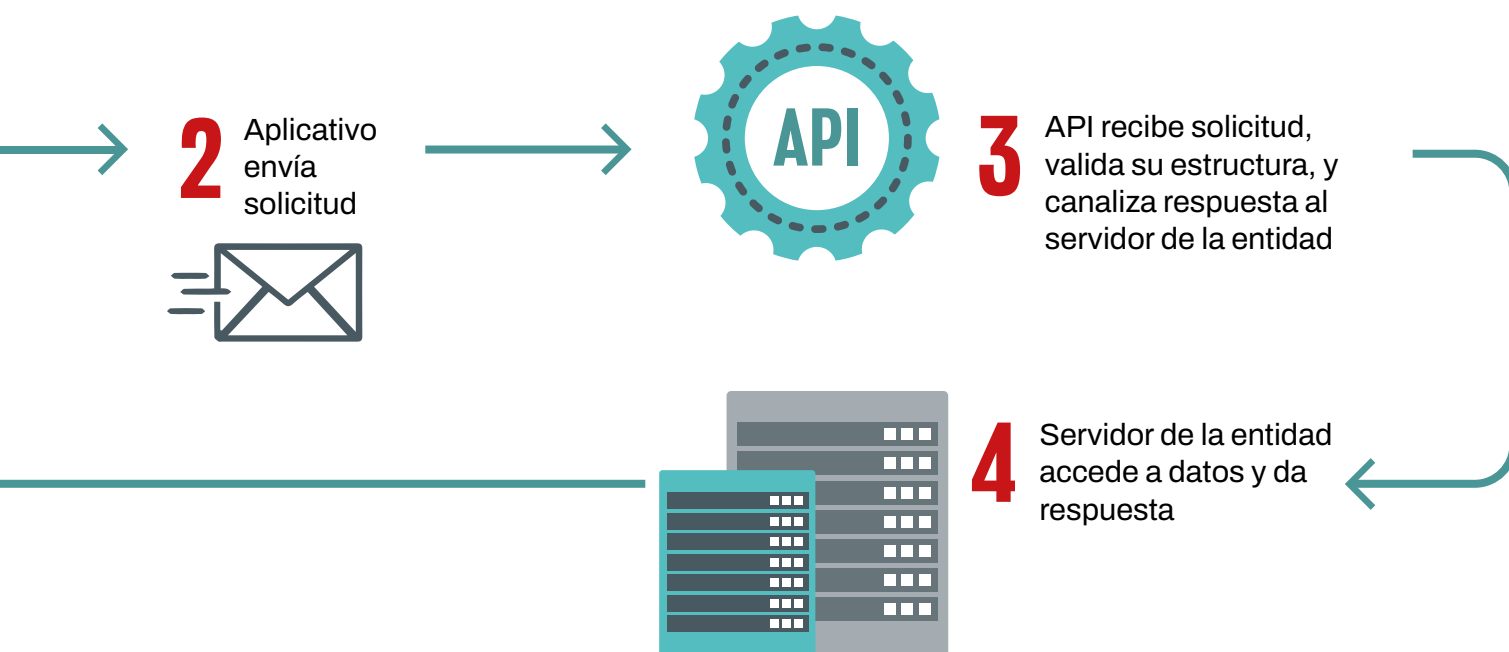 2
Aplicativo
envía
solicitud
API
3
API recibe solicitud,
valida su estructura, y
canaliza respuesta al
servidor de la entidad
4
Servidor de la entidad
accede a datos y da
respuesta